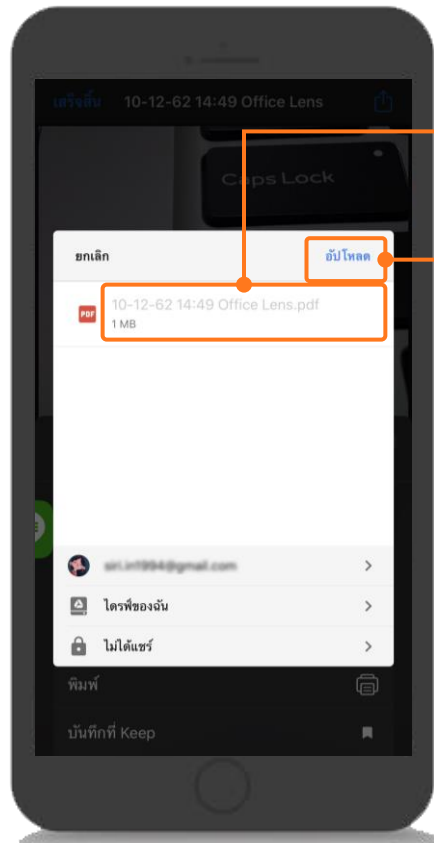 เสร็จสิ้น 10-12-62 14:49 Office Lens
Caps Lock
ยกเลิก อัปโหลด
PDF 10-12-62 14:49 Office Lens.pdf
1 MB
ไดรฟ์ของฉัน
ไม่ได้แชร์
พิมพ์
บันทึกที่ Keep